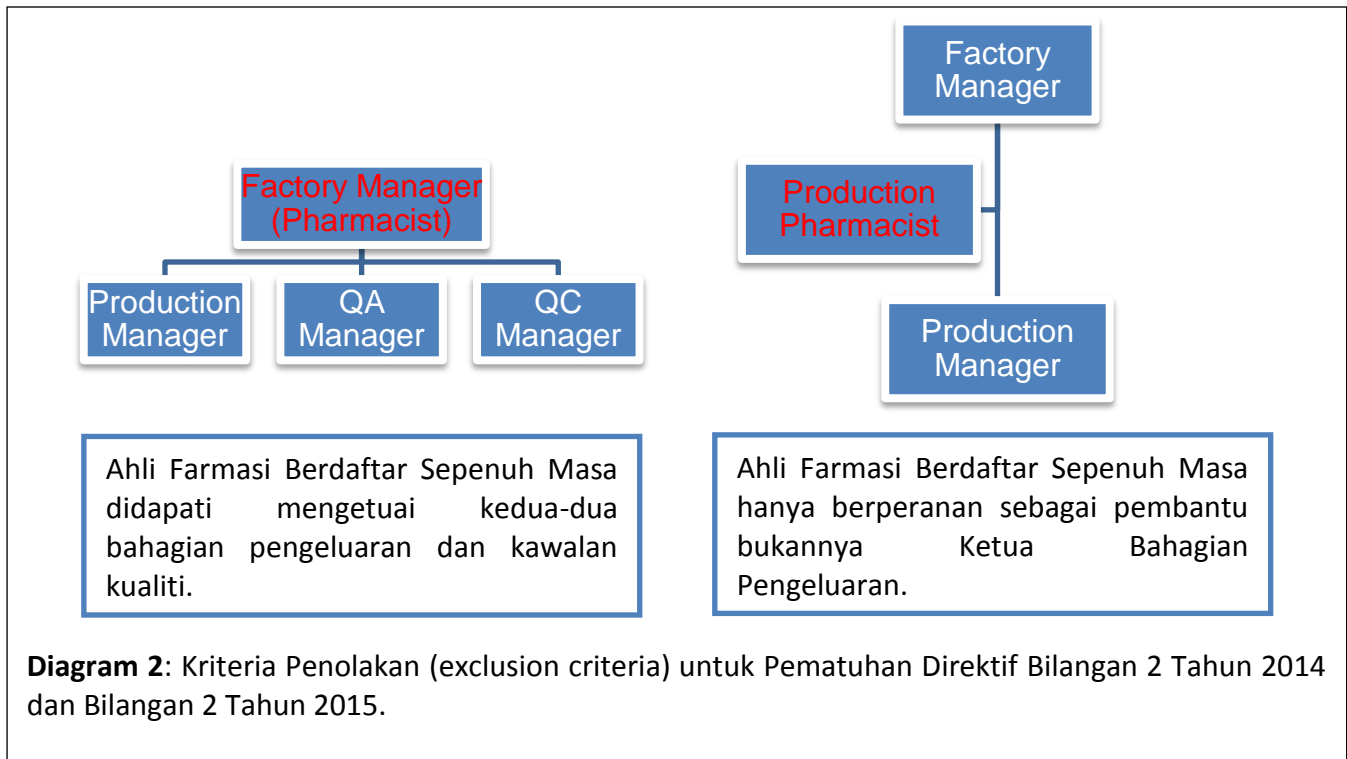 Factory Manager
(Pharmacist)
Production
Manager
QA
Manager
QC
Manager
Ahli Farmasi Berdaftar Sepenuh Masa
didapati mengetuai kedua-dua
bahagian pengeluaran dan kawalan
kualiti.
Factory
Manager
Production
Pharmacist
Production
Manager
Ahli Farmasi Berdaftar Sepenuh Masa
hanya berperanan sebagai pembantu
bukannya Ketua Bahagian
Pengeluaran.
Diagram 2: Kriteria Penolakan (exclusion criteria) untuk Pematuhan Direktif Bilangan 2 Tahun 2014
dan Bilangan 2 Tahun 2015.